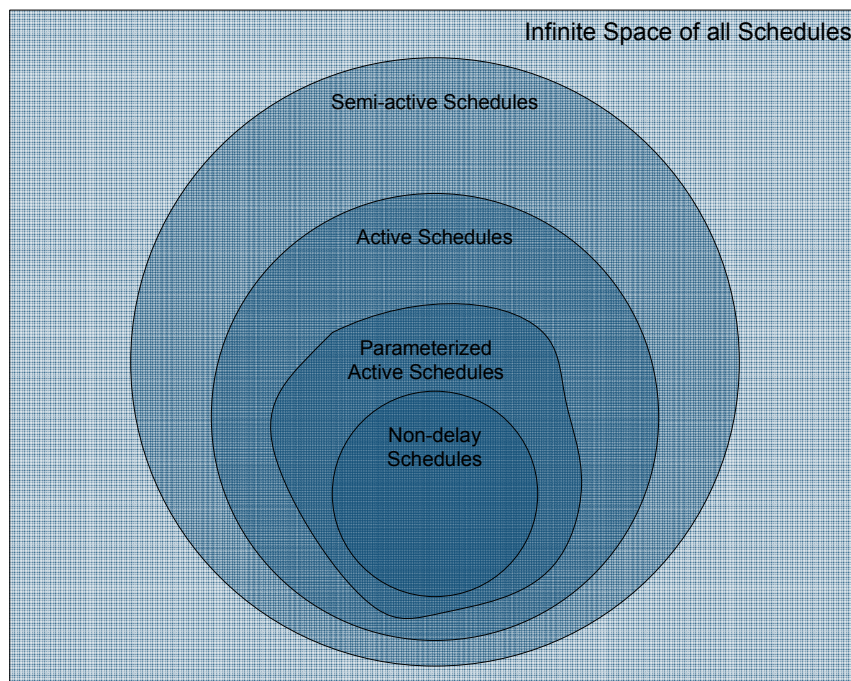 Infinite Space of all Schedules
Semi-active Schedules
Active Schedules
Parameterized
Active Schedules
Non-delay
Schedules